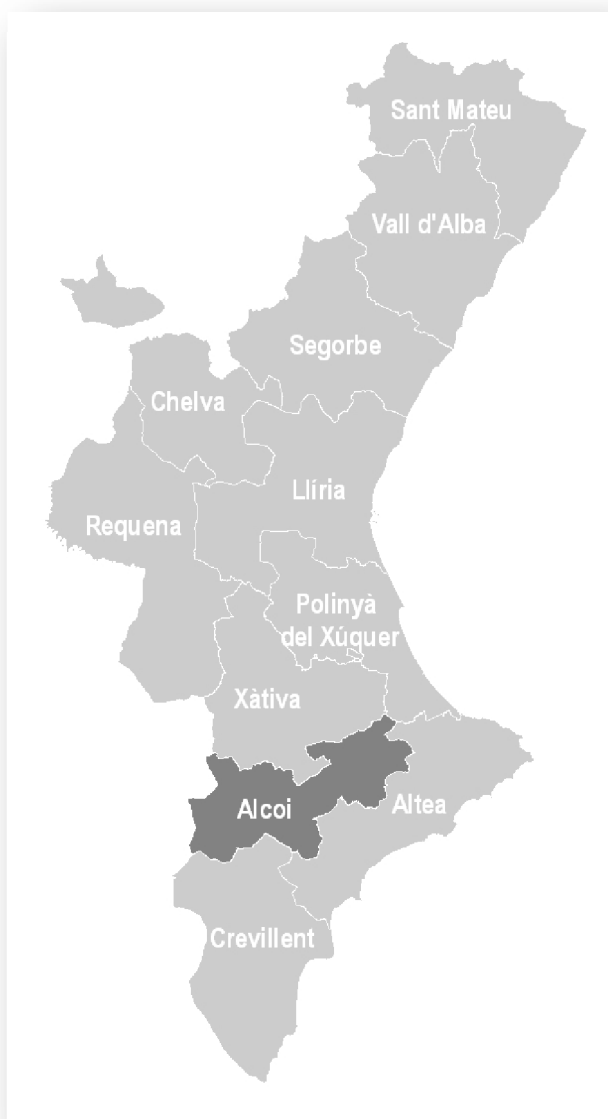 Sant Mateu
Vall d'Alba
Segorbe
Chelva
Llíria
Requena
Polinyà
del Xúquer
Xàtiva
Alcoi
Altea
Crevillent